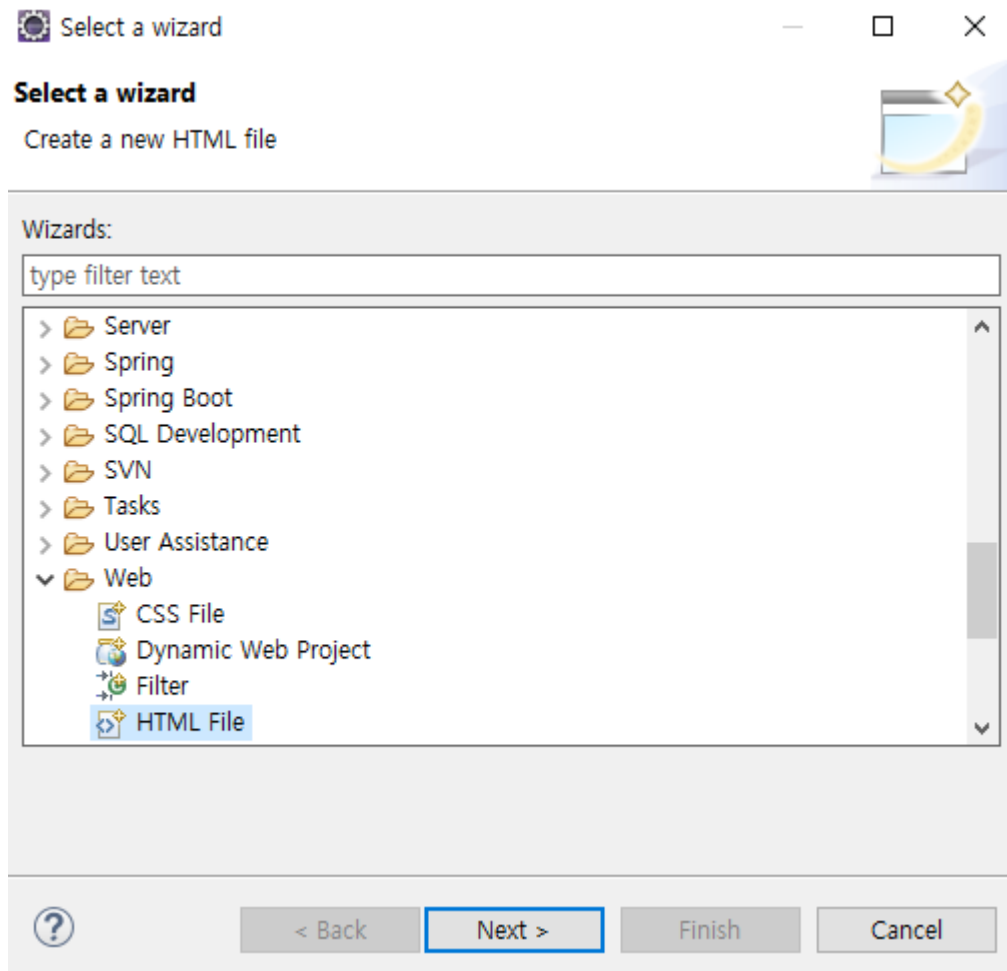 Select a wizard
Select a wizard
Create a new HTML file
Wizards:
type filter text
Server
Spring
Spring Boot
SQL Development
SVN
Tasks
User Assistance
Web
CSS File
Dynamic Web Project
Filter
HTML File
< Back Next > Finish Cancel